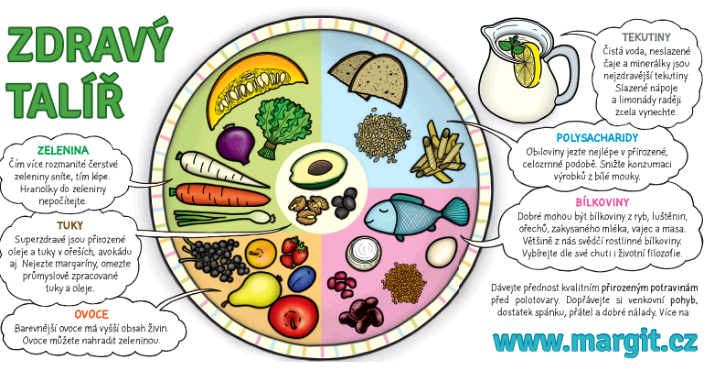 ZDRAVÝ
TALÍŘ
ZELENINA
Čím více rozmanité čerstvé
zeleniny sníte, tím lépe.
Hranolky do zeleniny
nepočítejte.
TUKY
Superzdravé jsou přirozené
oleje a tuky v ořeších, avokádu
aj. Nejezte margaríny, omezte
průmyslově zpracované
tuky a oleje.
OVOCE
Barevnější ovoce má vyšší obsah živin.
Ovoce můžete nahradit zeleninou.
TEKUTINY
Čistá voda, neslazené
čaje a minerálky jsou
nejzdravější tekutiny.
Slazené nápoje
a limonády raději
zcela vynechte
POLYSACHARIDY
Obiloviny jezte nejlépe v přirozené,
celozrnné podobě. Snižte konzumaci
výrobků z bílé mouky.
BÍLKOVINY
Dobré mohou být bílkoviny z ryb, luštěnin,
ořechů, zakysaného mléka, vajec a masa.
Většině z nás svědčí rostlinné bílkoviny.
Vybírejte dle své chuti i životní filozofie.
Dávejte přednost kvalitním přirozeným potravinám
před polotovary. Dopřávejte si venkovní pohyb,
dostatek spánku, přátel a dobré nálady. Více na:
www.margit.cz